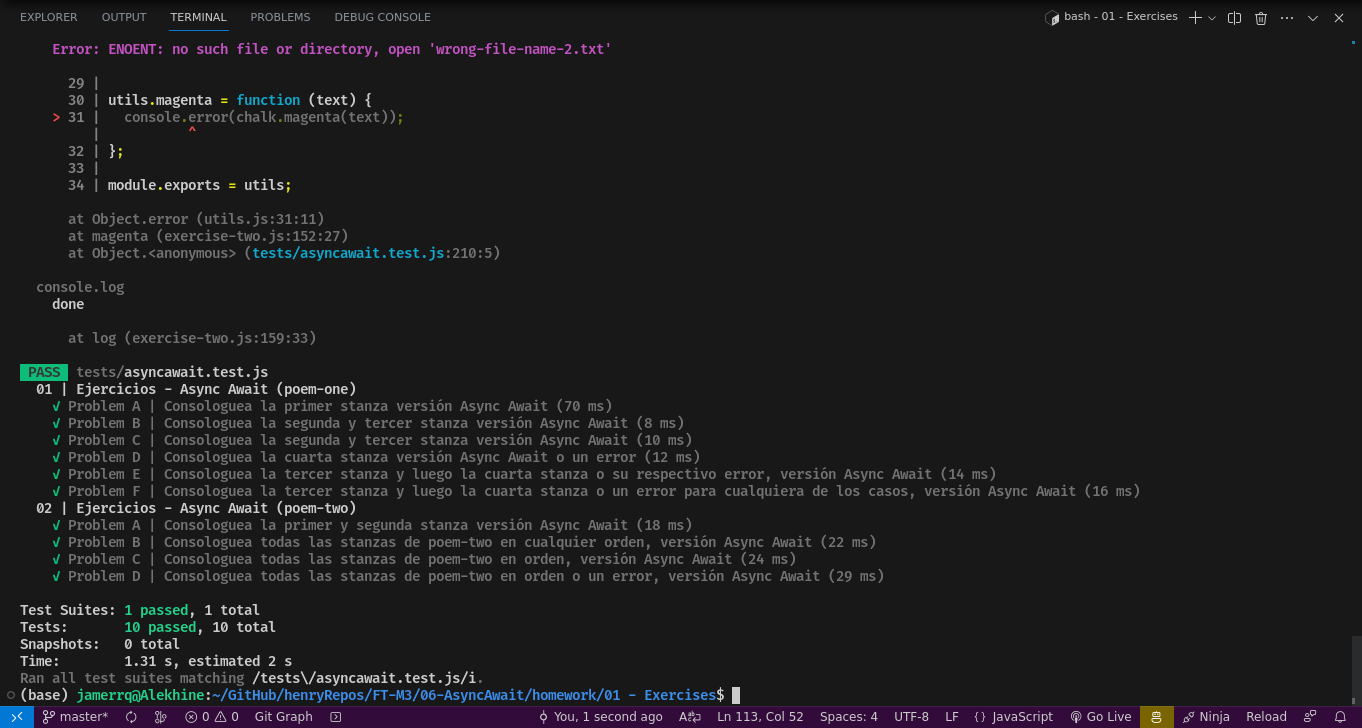 EXPLORER OUTPUT TERMINAL PROBLEMS DEBUG CONSOLE bash - 01 - Exercises
Error: ENOENT: no such file or directory, open 'wrong-file-name-2.txt'
29 |
30 | utils.magenta = function (text) {
> 31 |   console.error(chalk.magenta(text));
|           ^
32 | };
33 |
34 | module.exports = utils;
at Object.error (utils.js:31:11)
at magenta (exercise-two.js:152:27)
at Object.<anonymous> (tests/asyncawait.test.js:210:5)
console.log
done
at log (exercise-two.js:159:33)
PASS tests/asyncawait.test.js
01 | Ejercicios - Async Await (poem-one)
√ Problem A | Consologuea la primer stanza versión Async Await (70 ms)
√ Problem B | Consologuea la segunda y tercer stanza versión Async Await (8 ms)
√ Problem C | Consologuea la segunda y tercer stanza versión Async Await (10 ms)
√ Problem D | Consologuea la cuarta stanza versión Async Await o un error (12 ms)
√ Problem E | Consologuea la tercer stanza y luego la cuarta stanza o su respectivo error, versión Async Await (14 ms)
√ Problem F | Consologuea la tercer stanza y luego la cuarta stanza o un error para cualquiera de los casos, versión Async Await (16 ms)
02 | Ejercicios - Async Await (poem-two)
√ Problem A | Consologuea la primer y segunda stanza versión Async Await (18 ms)
√ Problem B | Consologuea todas las stanzas de poem-two en cualquier orden, versión Async Await (22 ms)
√ Problem C | Consologuea todas las stanzas de poem-two en orden, versión Async Await (24 ms)
√ Problem D | Consologuea todas las stanzas de poem-two en orden o un error, versión Async Await (29 ms)
Test Suites: 1 passed, 1 total
Tests:       10 passed, 10 total
Snapshots:   0 total
Time:        1.31 s, estimated 2 s
Ran all test suites matching /tests\/asyncawait.test.js/i.
(base) jamerrq@Alekhine:~/GitHub/henryRepos/FT-M3/06-AsyncAwait/homework/01 - Exercises$
master* 0 0 Git Graph You, 1 second ago Ln 113, Col 52 Spaces: 4 UTF-8 LF {} JavaScript Go Live Ninja Reload